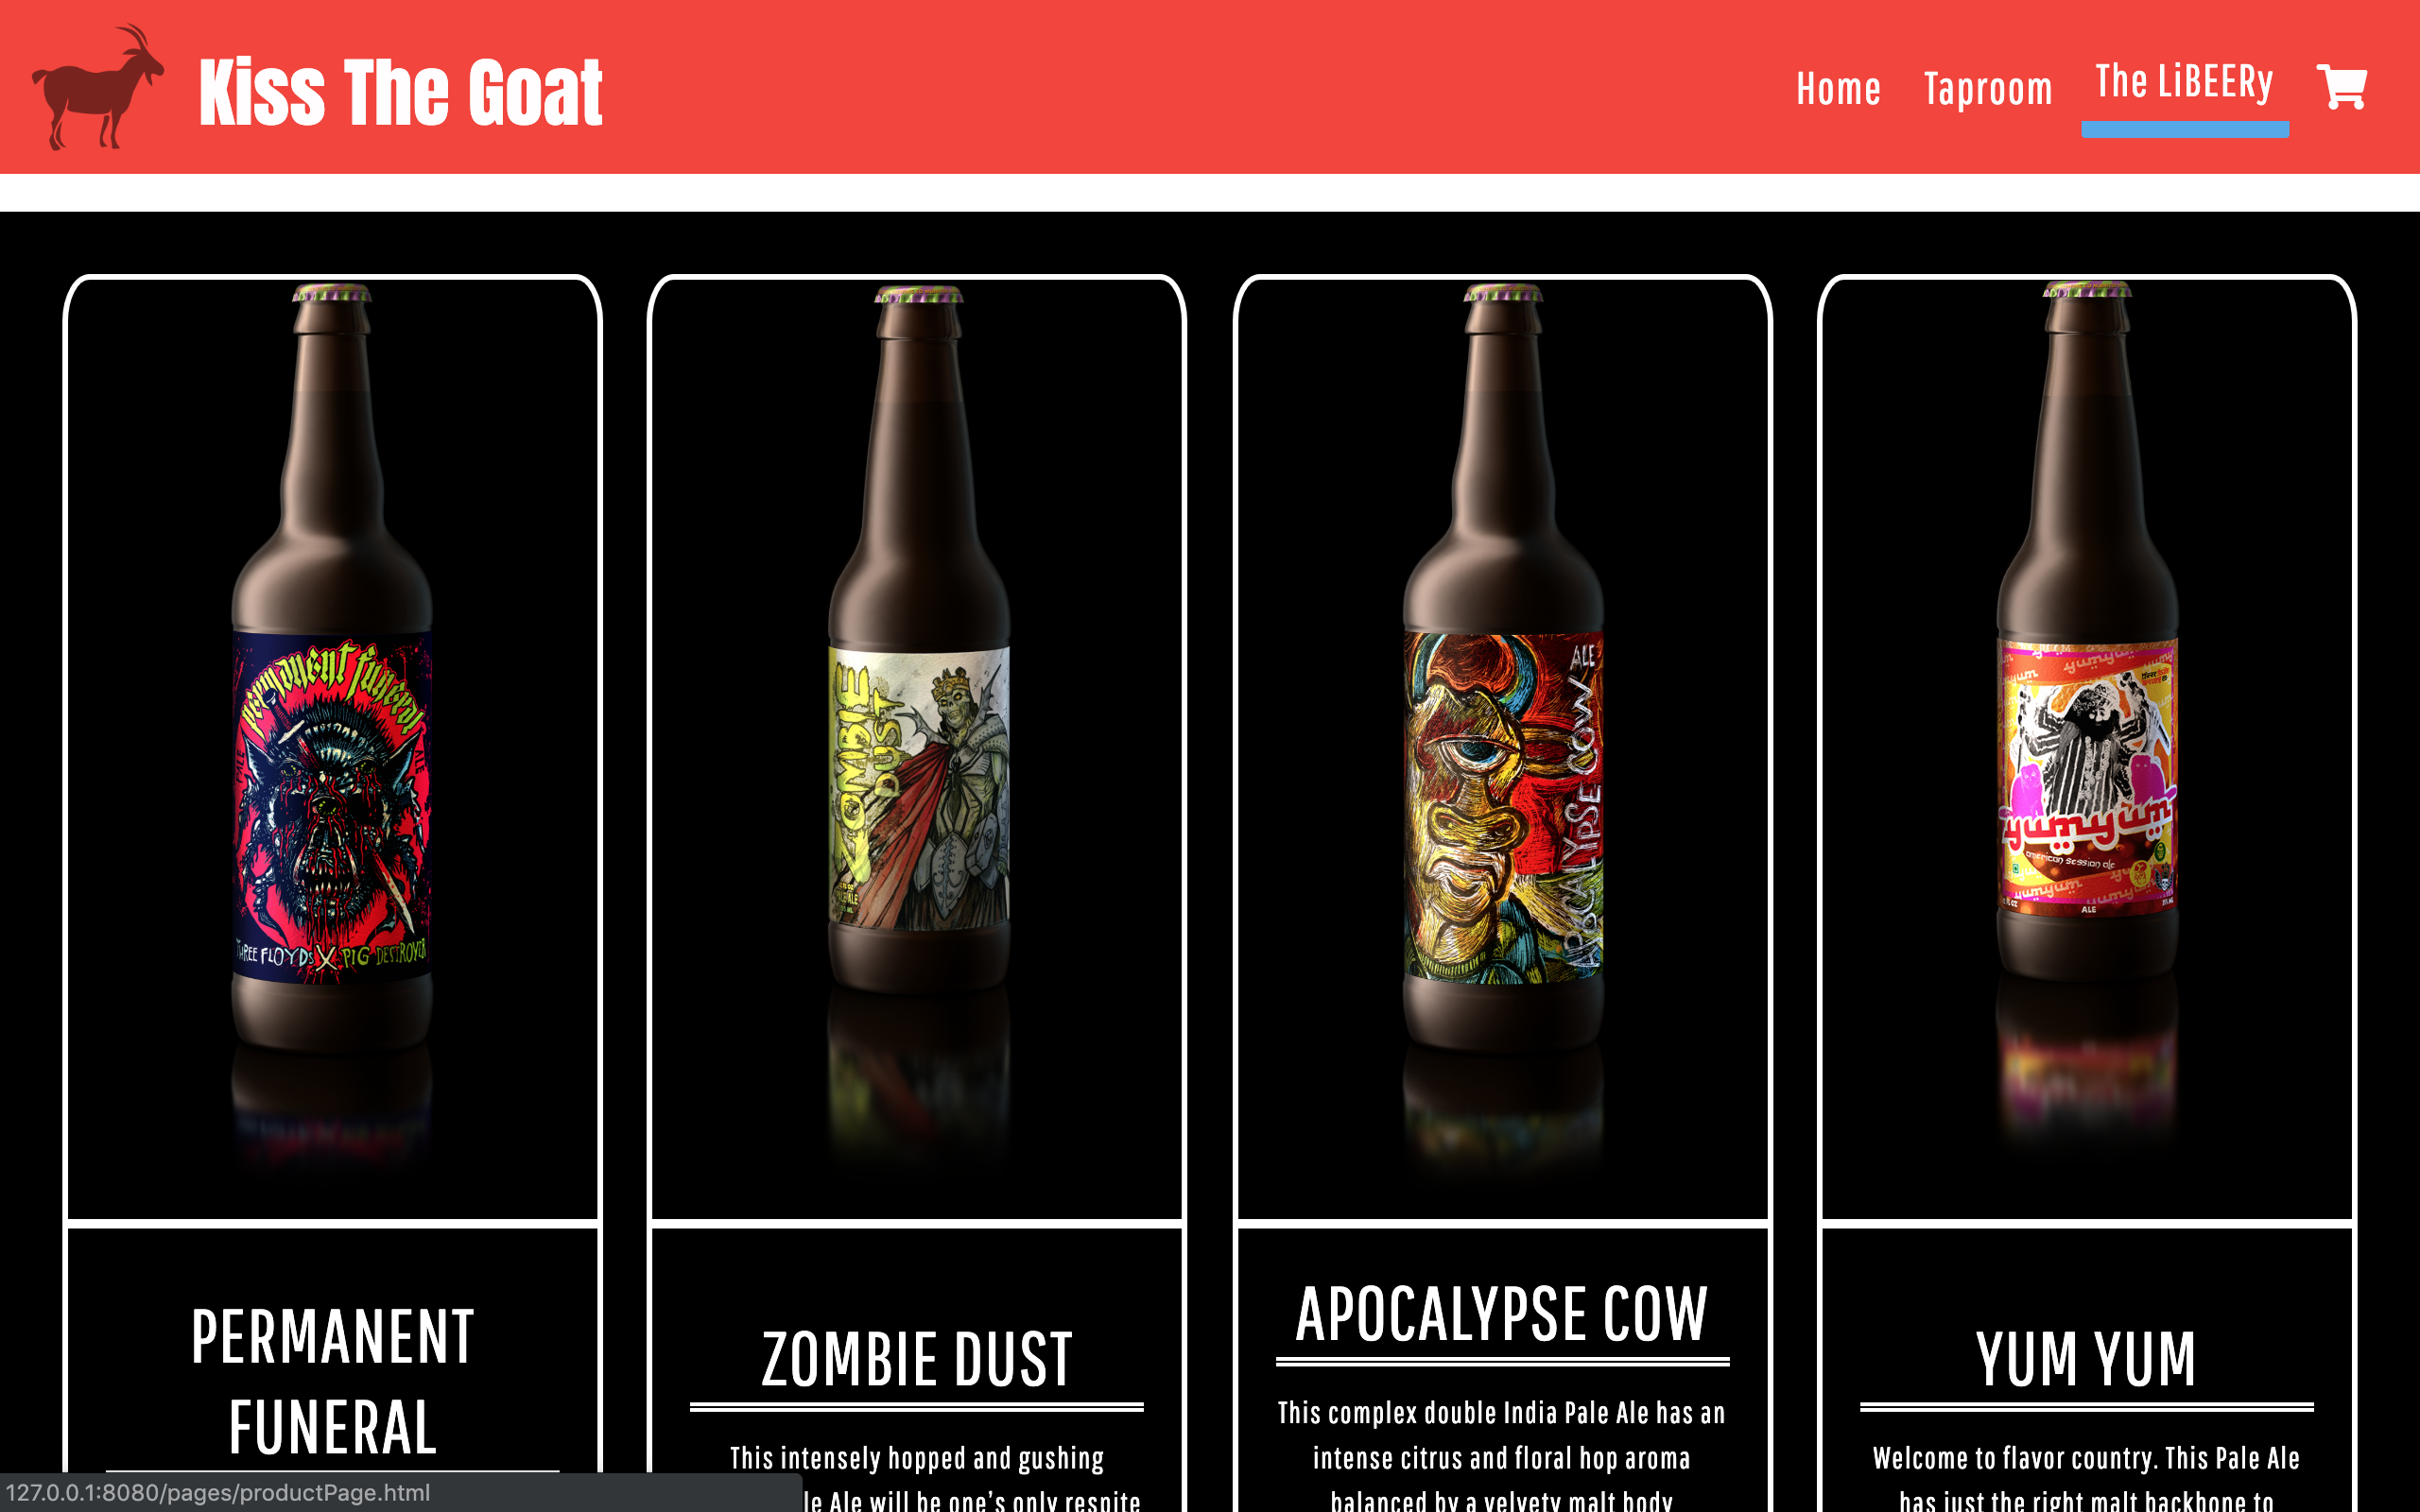 Kiss The Goat
Home Taproom The LiBEERy
permanent funeral
THREE FLOYDS X PIG DESTROYER
ZOMBIE
DUST
ALE
APOCALYPSE COW
yumyum
american session ale
ALE
PERMANENT
FUNERAL
ZOMBIE DUST
This intensely hopped and gushing
le Ale will be one's only respite
APOCALYPSE COW
This complex double India Pale Ale has an
intense citrus and floral hop aroma
balanced by a velvety malt body
YUM YUM
Welcome to flavor country. This Pale Ale
has just the right malt backbone to
127.0.0.1:8080/pages/productPage.html